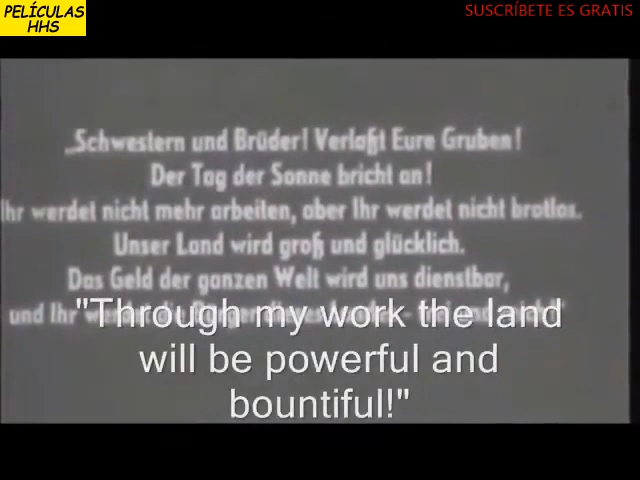 PELÍCULAS
HHS
SUSCRÍBETE ES GRATIS
„Schwestern und Brüder! Verlaßt Eure Gruben!
Der Tag der Sonne bricht an!
Ihr werdet nicht mehr arbeiten, aber Ihr werdet nicht brotlos.
Unser Land wird groß und glücklich.
Das Geld der ganzen Welt wird uns dienstbar,
und Ihr
"Through my work the land
will be powerful and
bountiful!"